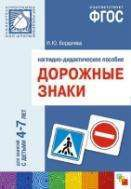 ФГОС
И.Ю. Бордачева
НАГЛЯДНО-ДИДАКТИЧЕСКОЕ ПОСОБИЕ
ДОРОЖНЫЕ
ЗНАКИ
ДЛЯ ЗАНЯТИЙ
С ДЕТЬМИ 4-7 ЛЕТ